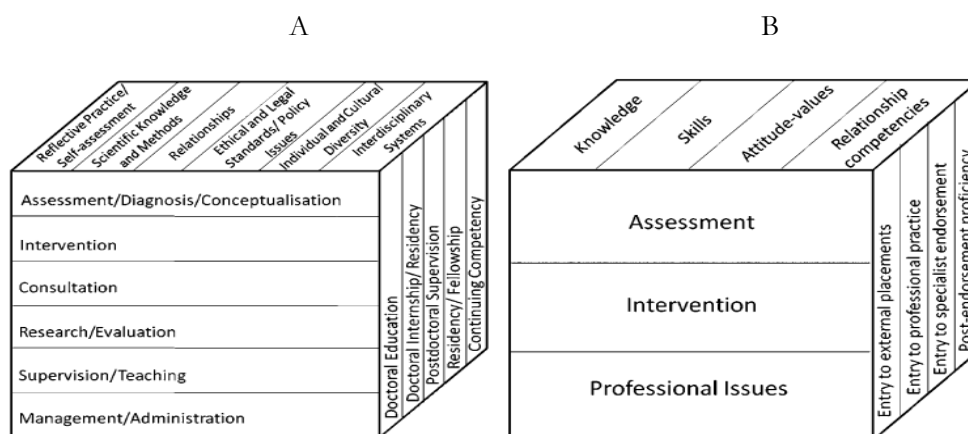 A
B
Reflective Practice/
Self-assessment
Scientific Knowledge
and Methods
Relationships
Ethical and Legal
Standards/ Policy
Issues
Individual and Cultural
Diversity
Interdisciplinary
Systems
Assessment/Diagnosis/Conceptualisation
Intervention
Consultation
Research/Evaluation
Supervision/Teaching
Management/Administration
Doctoral Education
Doctoral Internship/ Residency
Postdoctoral Supervision
Residency/ Fellowship
Continuing Competency
Knowledge
Skills
Attitude-values
Relationship
competencies
Assessment
Intervention
Professional Issues
Entry to external placements
Entry to professional practice
Entry to specialist endorsement
Post-endorsement proficiency